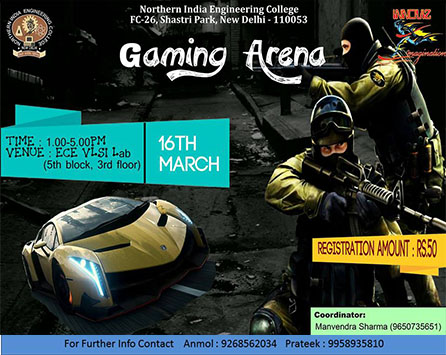 Northern India Engineering College
FC-26, Shastri Park, New Delhi - 110053
Gaming Arena
TIME : 1.00-5.00PM
VENUE : ECE VLSI Lab
(5th block, 3rd floor)
16TH
MARCH
REGISTRATION AMOUNT : RS.50
Coordinator:
Manvendra Sharma (9650735651)
For Further Info Contact Anmol : 9268562034 Prateek : 9958935810